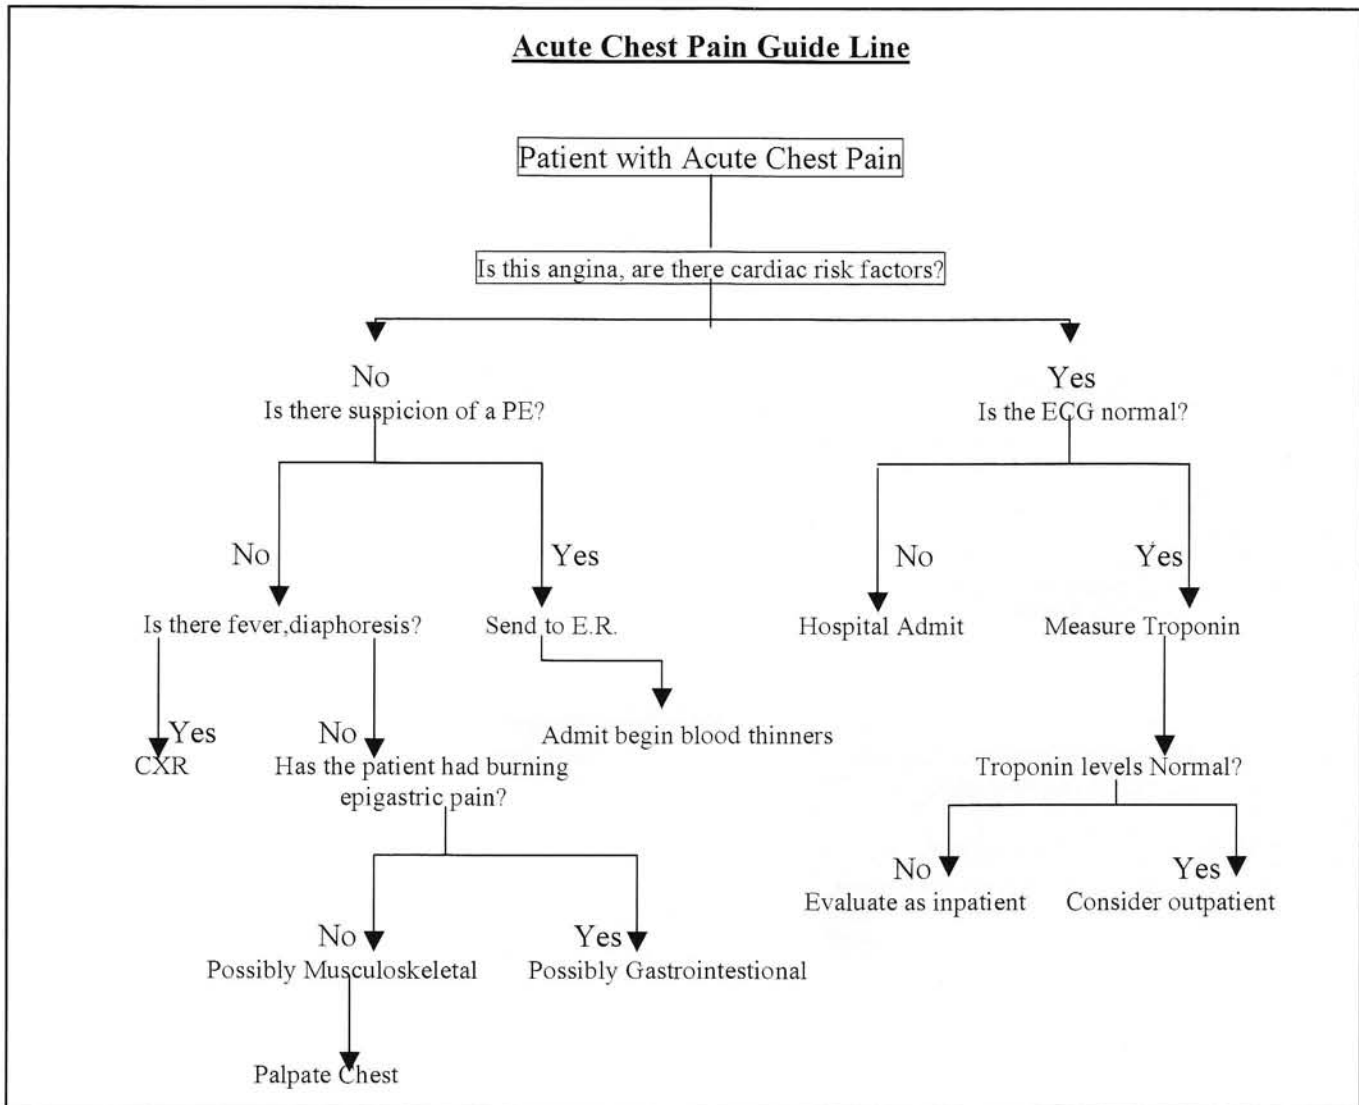 Acute Chest Pain Guide Line
Patient with Acute Chest Pain
Is this angina, are there cardiac risk factors?
No
Is there suspicion of a PE?
Yes
Is the ECG normal?
No
Yes
No
Yes
Is there fever,diaphoresis?
Send to E.R.
Hospital Admit
Measure Troponin
Yes
CXR
No
Has the patient had burning
epigastric pain?
Admit begin blood thinners
Troponin levels Normal?
No
Evaluate as inpatient
Yes
Consider outpatient
No
Possibly Musculoskeletal
Yes
Possibly Gastrointestional
Palpate Chest